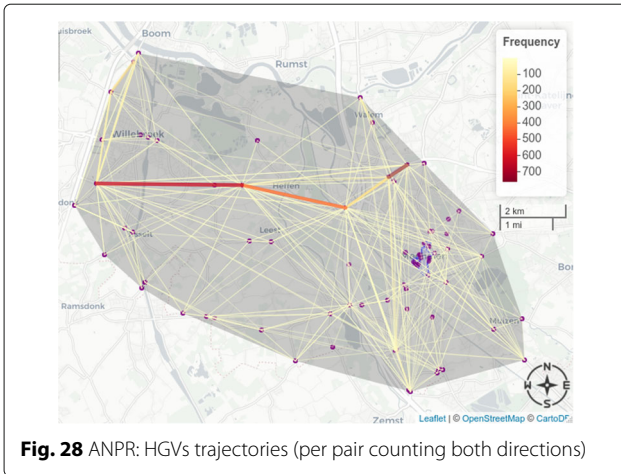 Boom
Rumst
Frequency
100
200
300
400
500
600
700
Willebroek
Heffen
Leest
2 km
1 mi
Ramsdonk
Muizen
Zemst
N
W E
S
Leaflet | © OpenStreetMap © CartoDB
Fig. 28 ANPR: HGVs trajectories (per pair counting both directions)